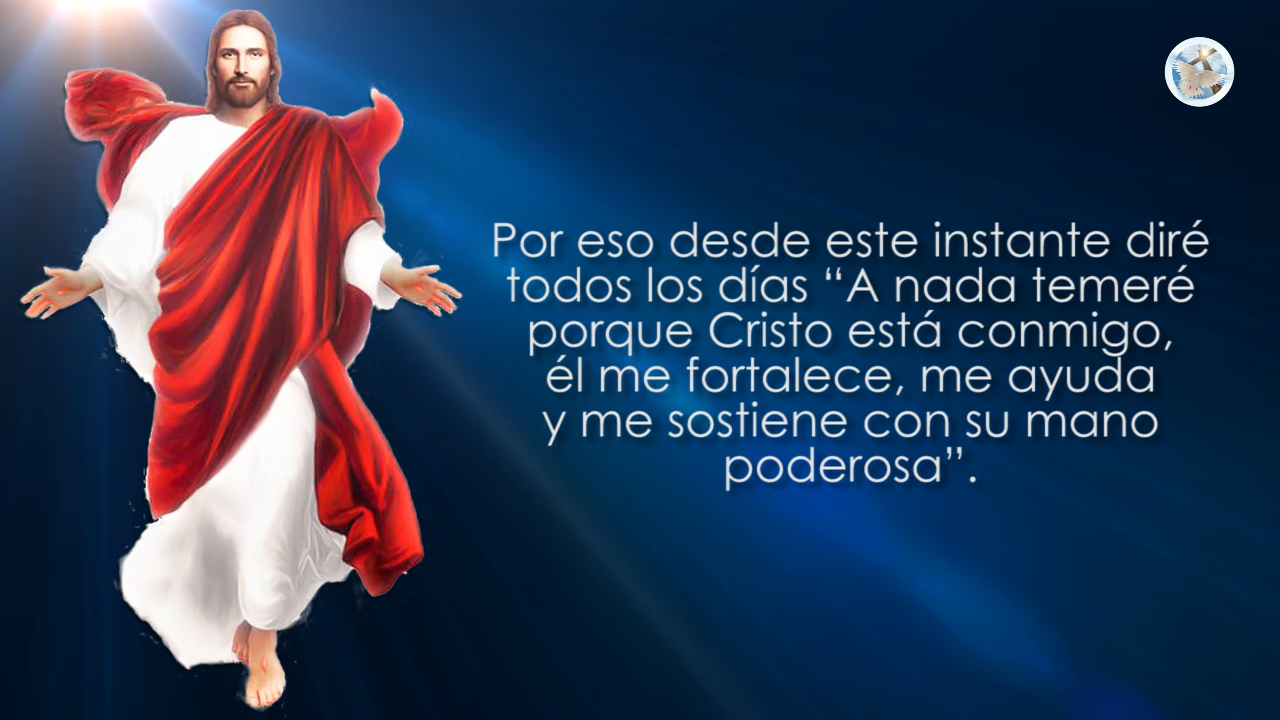 Por eso desde este instante diré
todos los días “A nada temeré
porque Cristo está conmigo,
él me fortalece, me ayuda
y me sostiene con su mano
poderosa”.